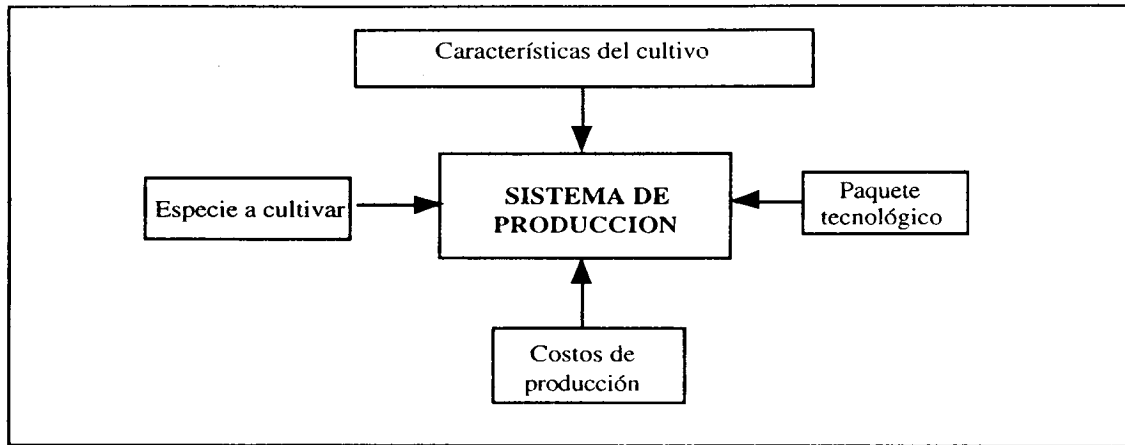 Características del cultivo
Especie a cultivar
SISTEMA DE
PRODUCCION
Paquete
tecnológico
Costos de
producción